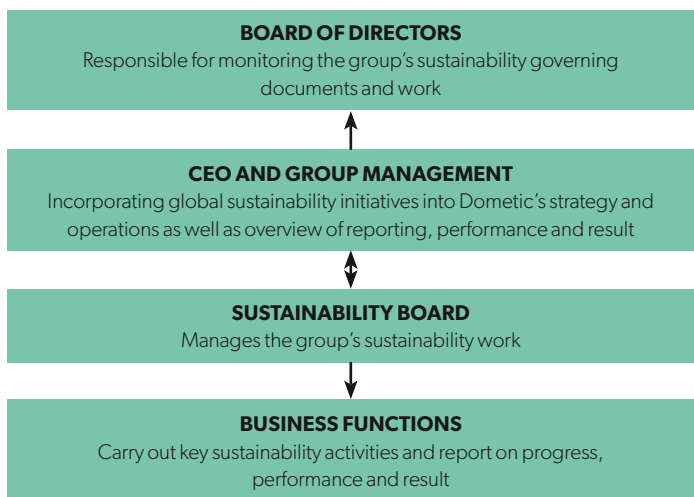 BOARD OF DIRECTORS
Responsible for monitoring the group’s sustainability governing
documents and work
CEO AND GROUP MANAGEMENT
Incorporating global sustainability initiatives into Dometic’s strategy and
operations as well as overview of reporting, performance and result
SUSTAINABILITY BOARD
Manages the group’s sustainability work
BUSINESS FUNCTIONS
Carry out key sustainability activities and report on progress,
performance and result